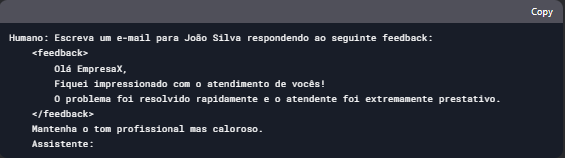 Copy
Humano: Escreva um e-mail para João Silva respondendo ao seguinte feedback:
<feedback>
Olá EmpresaX,
Fiquei impressionado com o atendimento de vocês!
O problema foi resolvido rapidamente e o atendente foi extremamente prestativo.
</feedback>
Mantenha o tom profissional mas caloroso.
Assistente: